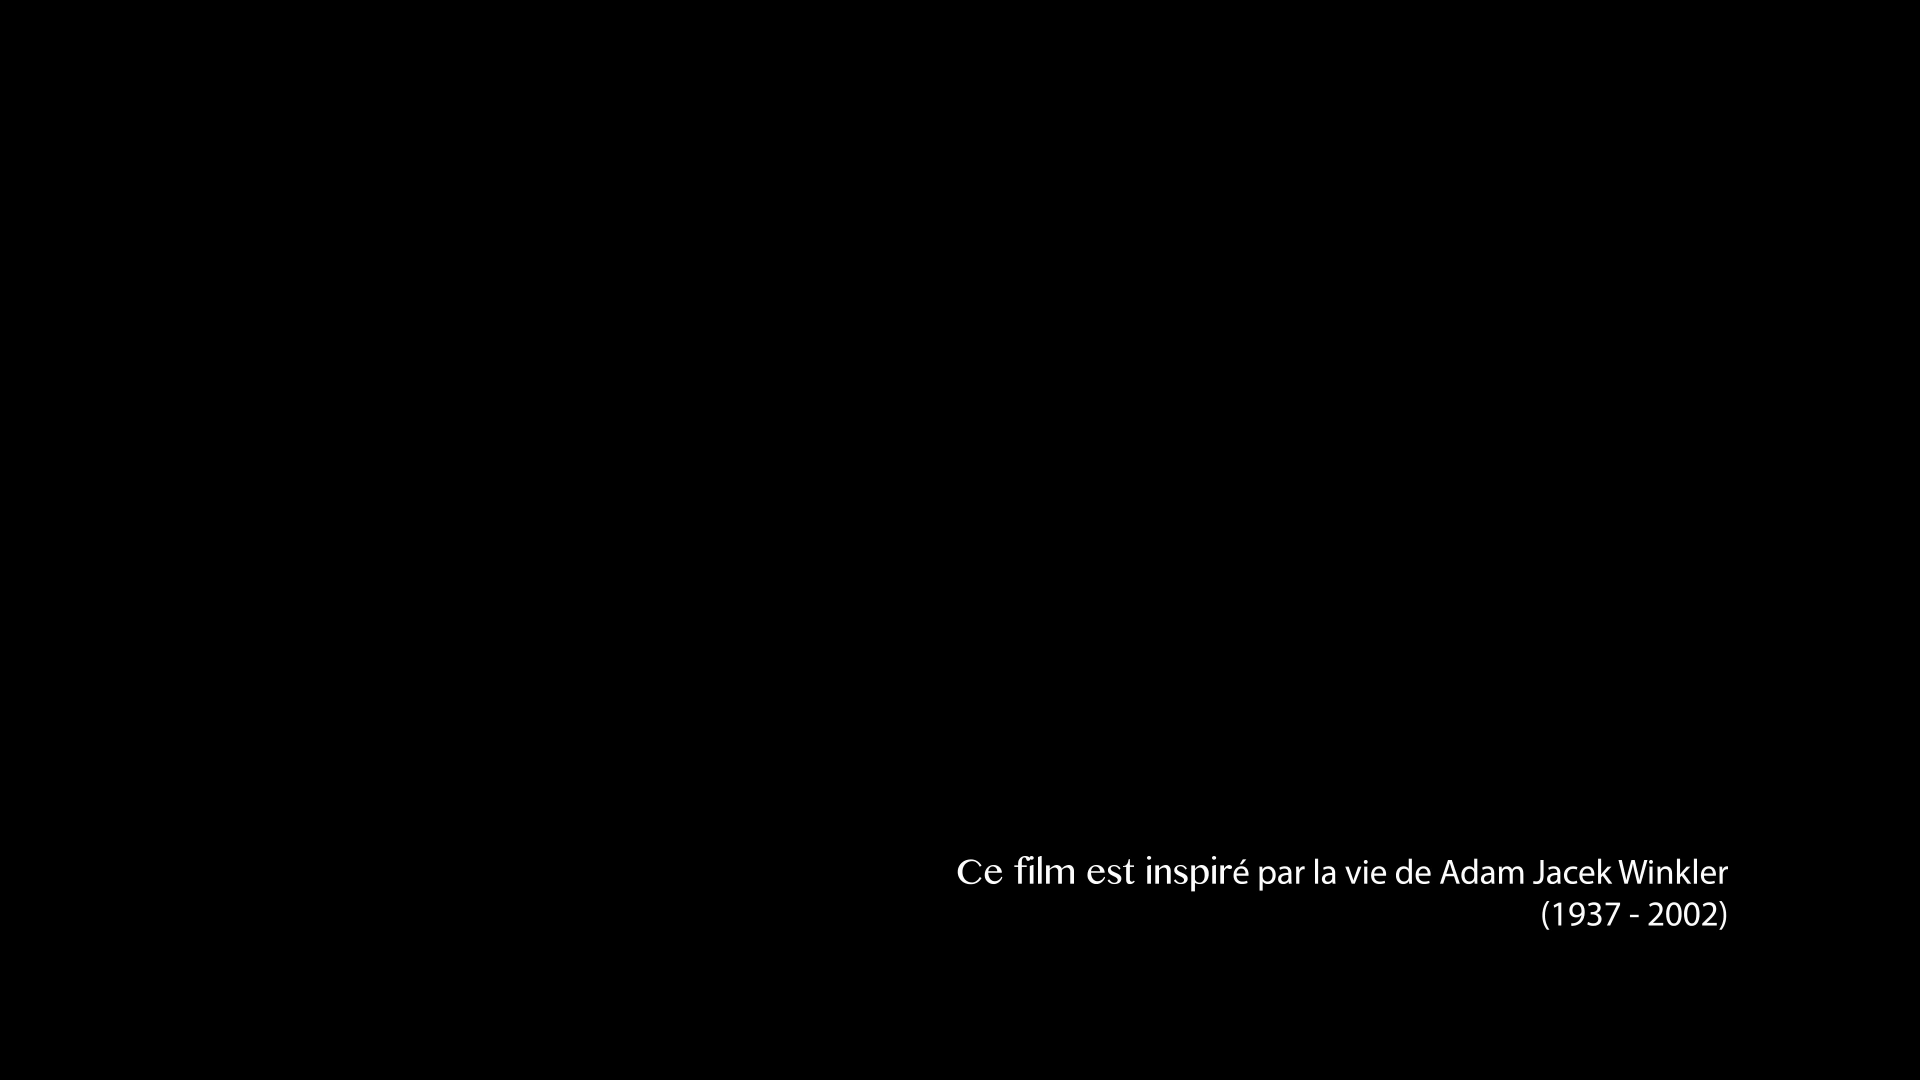 Ce film est inspiré par la vie de Adam Jacek Winkler
(1937 - 2002)